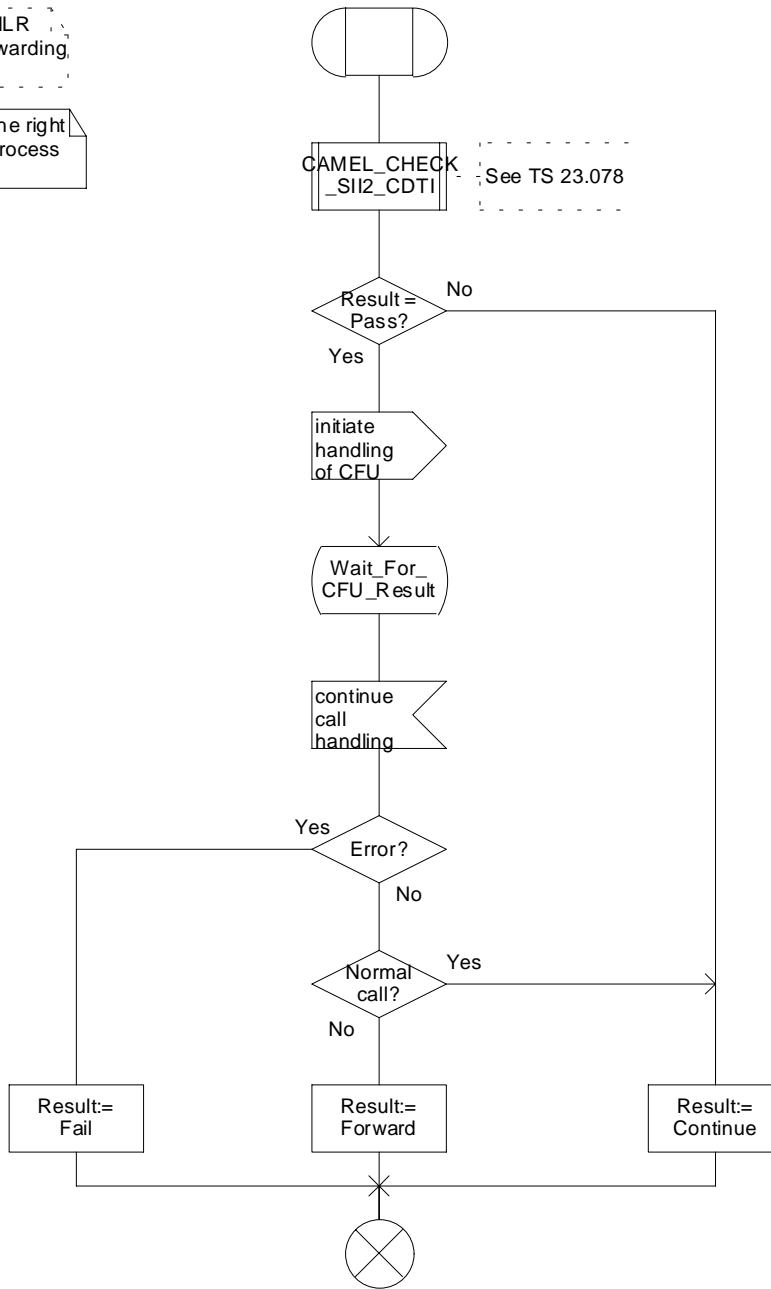 right
CAMEL_CHECK
_SII2_CDTI
See TS 23.078
Result =
Pass?
No
Yes
initiate
handling
of CFU
Wait_For_
CFU_Result
continue
call
handling
Yes
Error?
No
Normal
call?
Yes
No
Result:=
Fail
Result:=
Forward
Result:=
Continue